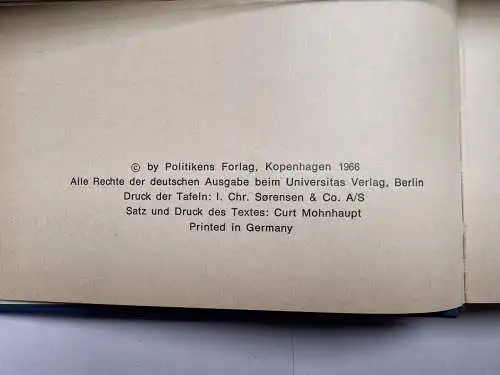 © by Politikens Forlag, Kopenhagen 1966
Alle Rechte der deutschen Ausgabe beim Universitas Verlag, Berlin
Druck der Tafeln: I. Chr. Sørensen & Co. A/S
Satz und Druck des Textes: Curt Mohnhaupt
Printed in Germany